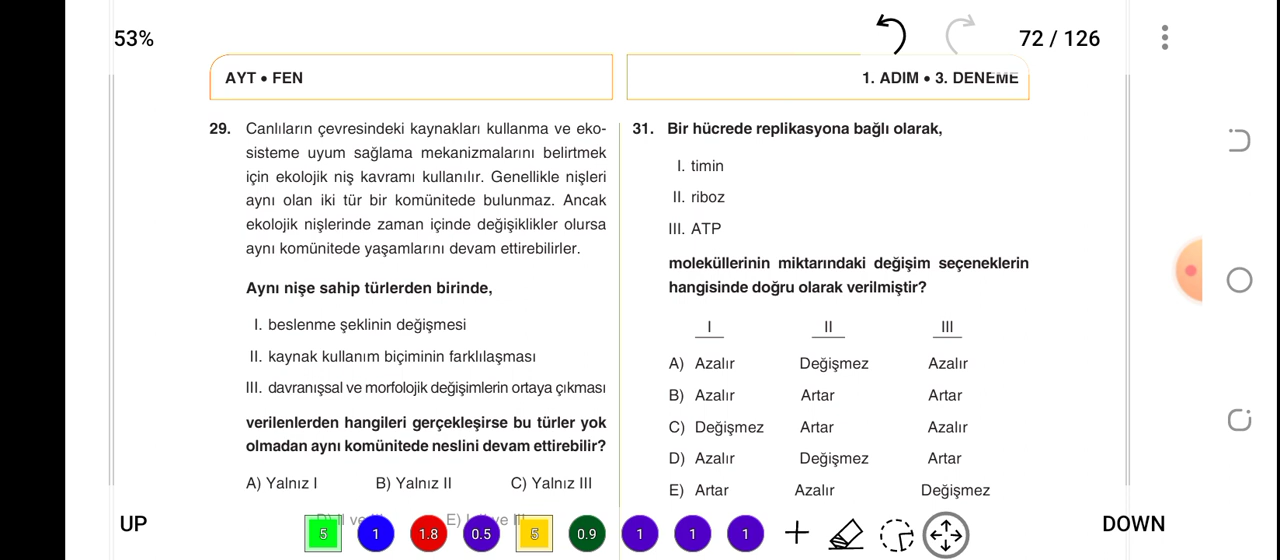 53%
72 / 126
AYT • FEN
1. ADIM • 3. DENEME
29. Canlıların çevresindeki kaynakları kullanma ve eko-
sisteme uyum sağlama mekanizmalarını belirtmek
için ekolojik niş kavramı kullanılır. Genellikle nişleri
aynı olan iki tür bir komünitede bulunmaz. Ancak
ekolojik nişlerinde zaman içinde değişiklikler olursa
aynı komünitede yaşamlarını devam ettirebilirler.
Aynı nişe sahip türlerden birinde,
I. beslenme şeklinin değişmesi
II. kaynak kullanım biçiminin farklılaşması
III. davranışsal ve morfolojik değişimlerin ortaya çıkması
verilenlerden hangileri gerçekleşirse bu türler yok
olmadan aynı komünitede neslini devam ettirebilir?
A) Yalnız I B) Yalnız II C) Yalnız III
31. Bir hücrede replikasyona bağlı olarak,
I. timin
II. riboz
III. ATP
moleküllerinin miktarındaki değişim seçeneklerin
hangisinde doğru olarak verilmiştir?
I II III
A) Azalır Değişmez Azalır
B) Azalır Artar Artar
C) Değişmez Artar Azalır
D) Azalır Değişmez Artar
E) Artar Azalır Değişmez
UP
5 1 1.8 0.5 5 0.9 1 1 1
DOWN